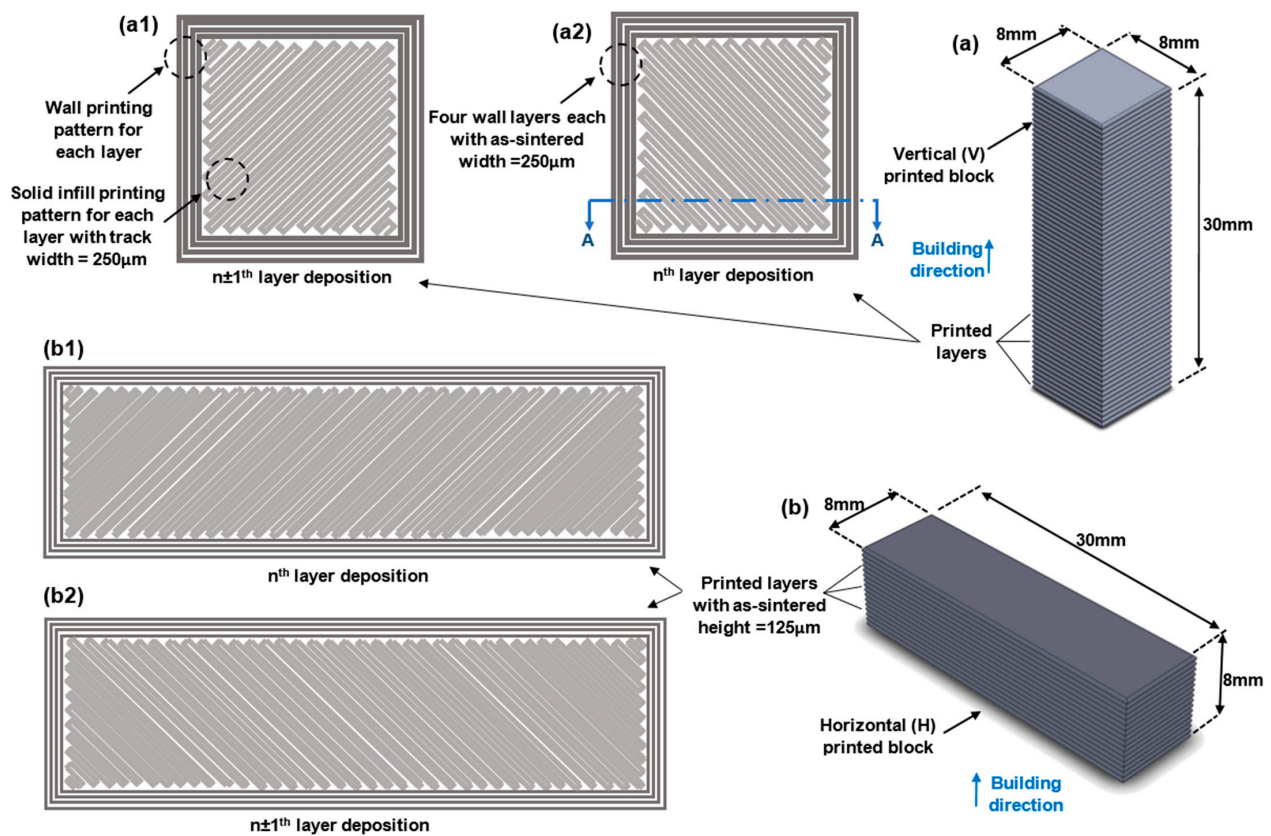 (a1)
Wall printing
pattern for
each layer
Solid infill printing
pattern for each
layer with track
width = 250µm
n±1th layer deposition
(a2)
Four wall layers each
with as-sintered
width =250µm
A
A
nth layer deposition
(a)
8mm
8mm
Vertical (V)
printed block
30mm
Building
direction
Printed
layers
(b1)
nth layer deposition
(b2)
n±1th layer deposition
Printed layers
with as-sintered
height =125µm
(b)
8mm
30mm
8mm
Horizontal (H)
printed block
Building
direction